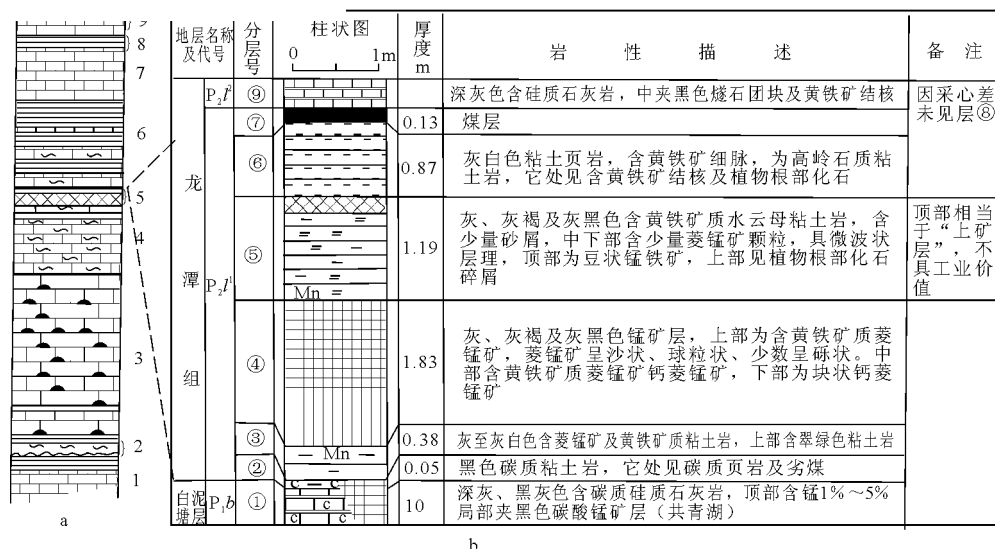 9
8
7
6
5
4
3
2
1
a
地层名称及代号
分层号
柱状图
0 1m
厚度 m
岩 性 描 述
备 注
龙潭组
P₂l²
⑨
深灰色含硅质石灰岩，中夹黑色燧石团块及黄铁矿结核
因采心差
未见层⑧
⑦
0.13
煤层
P₂l¹
⑥
0.87
灰白色粘土页岩，含黄铁矿细脉，为高岭石质粘
土岩，它处见含黄铁矿结核及植物根部化石
⑤
Mn
1.19
灰、灰褐及灰黑色含黄铁矿质水云母粘土岩，含
少量砂屑，中下部含少量菱锰矿颗粒，具微波状
层理，顶部为豆状锰铁矿，上部见植物根部化石
碎屑
顶部相当
于“上矿
层”，不
具工业价
值
④
1.83
灰、灰褐及灰黑色锰矿层，上部为含黄铁矿质菱
锰矿，菱锰矿呈沙状、球粒状、少数呈砾状。中
部含黄铁矿质菱锰矿钙菱锰矿，下部为块状钙菱
锰矿
③
Mn
0.38
灰至灰白色含菱锰矿及黄铁矿质粘土岩，上部含翠绿色粘土岩
②
0.05
黑色碳质粘土岩，它处见碳质页岩及劣煤
白泥塘层
P₁b
①
c c
c
c c
10
深灰、黑灰色含碳质硅质石灰岩，顶部含锰1%～5%
局部夹黑色碳酸锰矿层（共青湖）
b